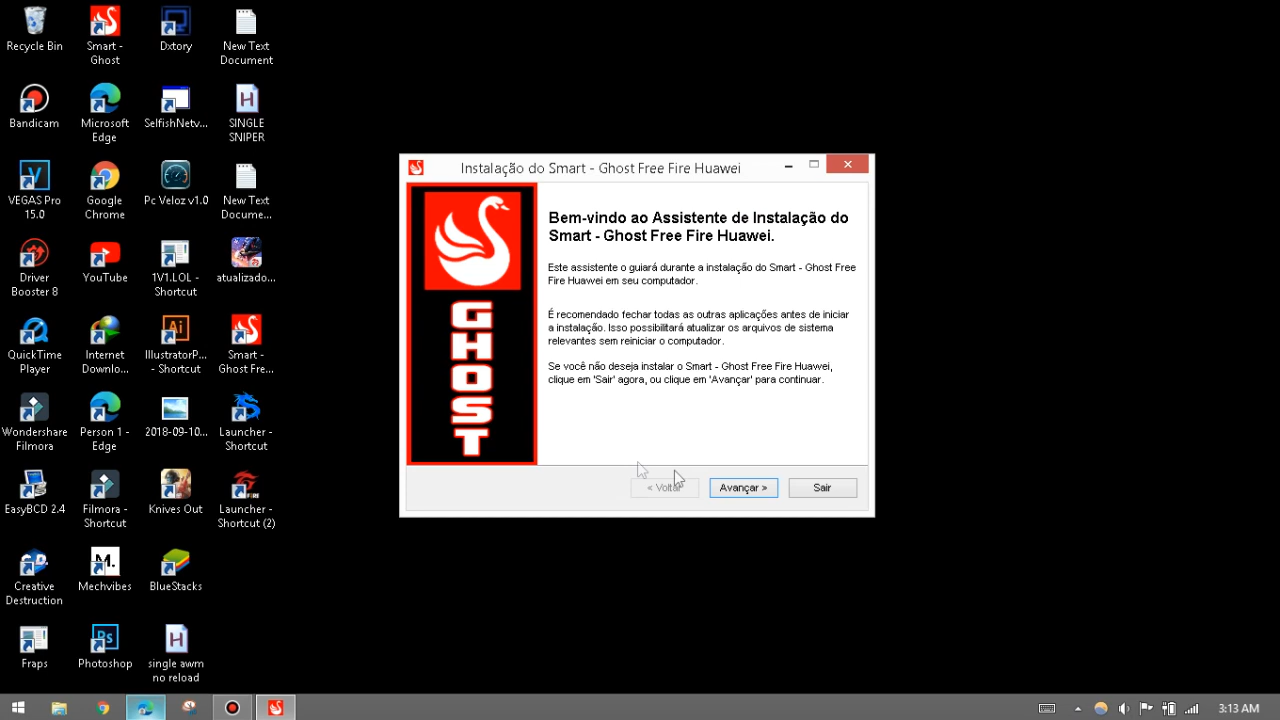 Recycle Bin
Smart -
Ghost
Dxtory
New Text
Document
Bandicam
Microsoft
Edge
SelfishNetv...
SINGLE
SNIPER
VEGAS Pro
15.0
Google
Chrome
Pc Veloz v1.0
New Text
Docume...
Driver
Booster 8
YouTube
1V1.LOL -
Shortcut
atualizado...
QuickTime
Player
Internet
Downlo...
Ai
IllustratorP...
- Shortcut
Smart -
Ghost Fre...
Wondershare
Filmora
Person 1 -
Edge
2018-09-10...
Launcher -
Shortcut
EasyBCD 2.4
Filmora -
Shortcut
Knives Out
FIRE
Launcher -
Shortcut (2)
Creative
Destruction
M.
Mechvibes
BlueStacks
Fraps
Ps
Photoshop
H
single awm
no reload
Instalação do Smart - Ghost Free Fire Huawei
GHOST
Bem-vindo ao Assistente de Instalação do
Smart - Ghost Free Fire Huawei.
Este assistente o guiará durante a instalação do Smart - Ghost Free
Fire Huawei em seu computador.
É recomendado fechar todas as outras aplicações antes de iniciar
a instalação. Isso possibilitará atualizar os arquivos de sistema
relevantes sem reiniciar o computador.
Se você não deseja instalar o Smart - Ghost Free Fire Huawei,
clique em 'Sair' agora, ou clique em 'Avançar' para continuar.
< Voltar
Avançar >
Sair
3:13 AM